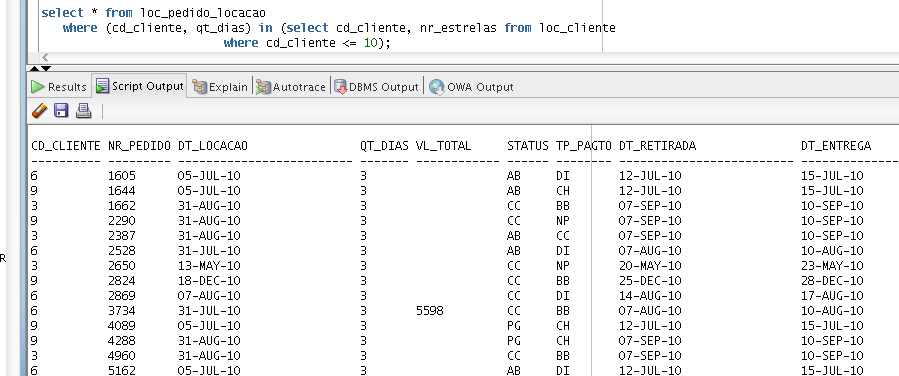 select * from loc_pedido_locacao
where (cd_cliente, qt_dias) in (select cd_cliente, nr_estrelas from loc_cliente
where cd_cliente <= 10);
Results Script Output Explain Autotrace DBMS Output OWA Output
CD_CLIENTE NR_PEDIDO DT_LOCACAO QT_DIAS VL_TOTAL STATUS TP_PAGTO DT_RETIRADA DT_ENTREGA
6 1605 05-JUL-10 3 AB DI 12-JUL-10 15-JUL-10
9 1644 05-JUL-10 3 AB CH 12-JUL-10 15-JUL-10
3 1662 31-AUG-10 3 CC BB 07-SEP-10 10-SEP-10
9 2290 31-AUG-10 3 CC NP 07-SEP-10 10-SEP-10
3 2387 31-AUG-10 3 AB CC 07-SEP-10 10-SEP-10
6 2528 31-JUL-10 3 AB DI 07-AUG-10 10-AUG-10
R
3 2650 13-MAY-10 3 CC NP 20-MAY-10 23-MAY-10
9 2824 18-DEC-10 3 CC BB 25-DEC-10 28-DEC-10
6 2869 07-AUG-10 3 CC DI 14-AUG-10 17-AUG-10
6 3734 31-JUL-10 3 5598 CC BB 07-AUG-10 10-AUG-10
9 4089 05-JUL-10 3 PG CH 12-JUL-10 15-JUL-10
9 4288 31-AUG-10 3 PG CH 07-SEP-10 10-SEP-10
3 4960 31-AUG-10 3 CC BB 07-SEP-10 10-SEP-10
6 5162 05-JUL-10 3 AB DI 12-JUL-10 15-JUL-10